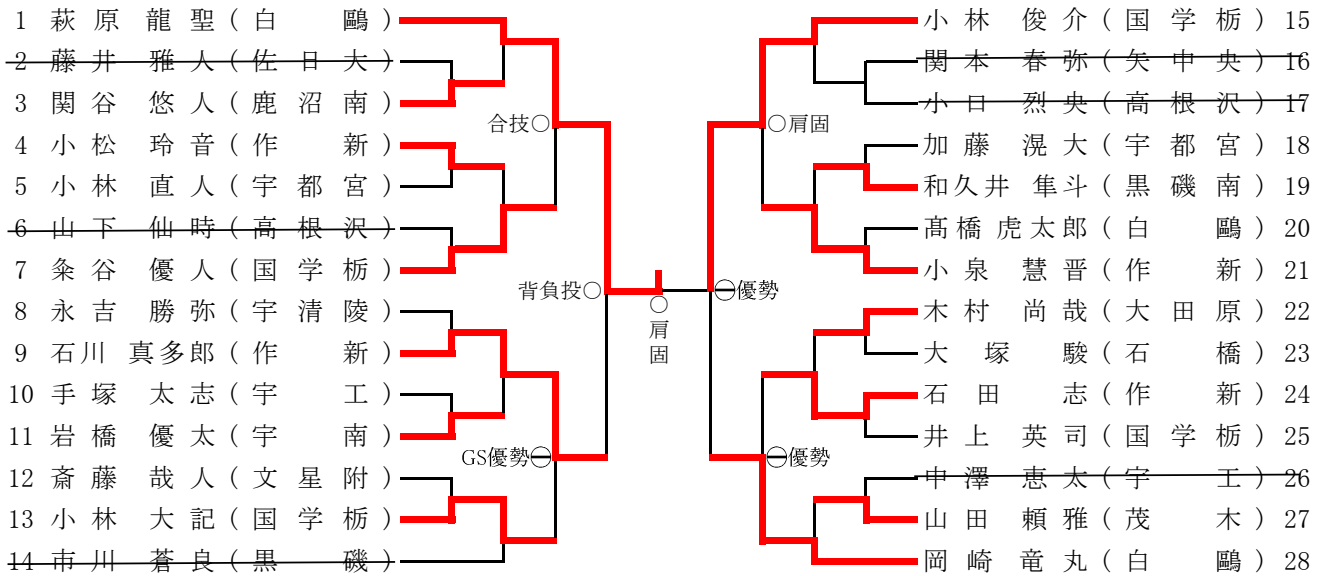 1 萩原 龍聖(白 鷗)
2 藤井 雅人(佐日大)
3 関谷 悠人(鹿沼南)
4 小松 玲音(作 新)
5 小林 直人(宇都宮)
6 山下 仙時(高根沢)
7 粂谷 優人(国学栃)
8 永吉 勝弥(宇清陵)
9 石川 真多郎(作 新)
10 手塚 太志(宇 工)
11 岩橋 優太(宇 南)
12 斎藤 哉人(文星附)
13 小林 大記(国学栃)
14 市川 蒼良(黒 磯)
合技○
背負投○
GS優勢○
○肩固
○肩固
○優勢
○優勢
小林 俊介(国学栃) 15
関本 春弥(矢中央) 16
小口 烈央(高根沢) 17
加藤 滉大(宇都宮) 18
和久井 隼斗(黒磯南) 19
髙橋 虎太郎(白 鷗) 20
小泉 慧晋(作 新) 21
木村 尚哉(大田原) 22
大塚 駿(石 橋) 23
石田 志(作 新) 24
井上 英司(国学栃) 25
中澤 恵太(宇 工) 26
山田 頼雅(茂 木) 27
岡崎 竜丸(白 鷗) 28